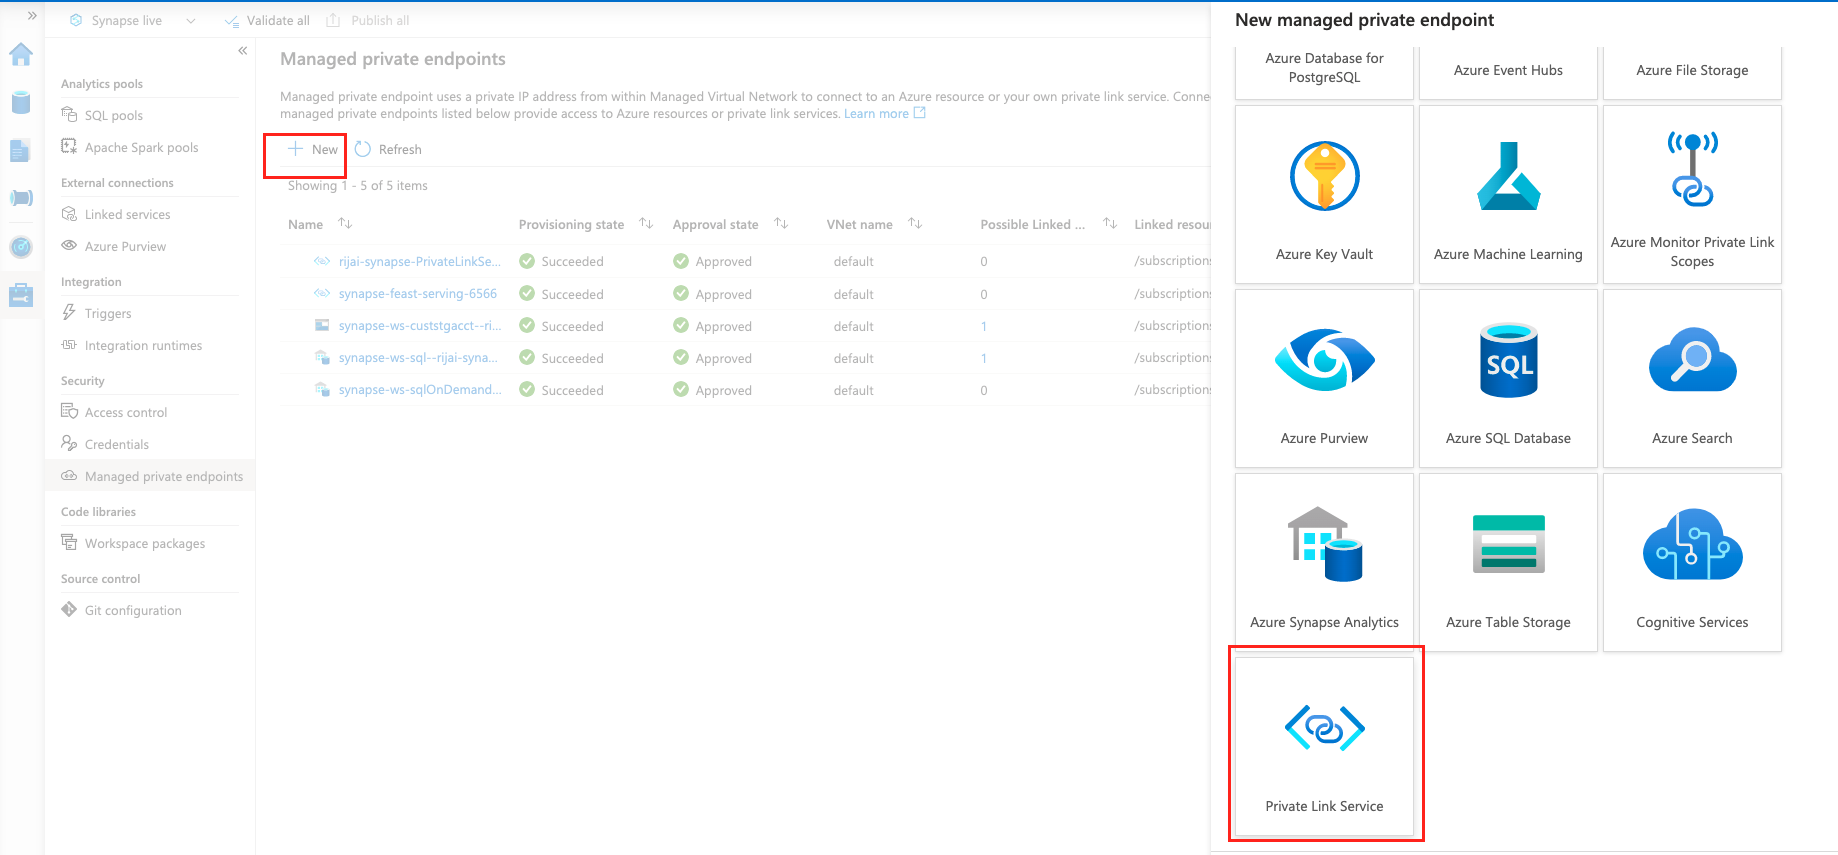 Synapse live
Validate all
Publish all
Analytics pools
SQL pools
Apache Spark pools
External connections
Linked services
Azure Purview
Integration
Triggers
Integration runtimes
Security
Access control
Credentials
Managed private endpoints
Code libraries
Workspace packages
Source control
Git configuration
Managed private endpoints
Managed private endpoint uses a private IP address from within Managed Virtual Network to connect to an Azure resource or your own private link service. Conne
managed private endpoints listed below provide access to Azure resources or private link services. Learn more
New
Refresh
Showing 1 - 5 of 5 items
Name Provisioning state Approval state VNet name Possible Linked ... Linked resour
rijai-synapse-PrivateLinkSe... Succeeded Approved default 0 /subscriptions
synapse-feast-serving-6566 Succeeded Approved default 0 /subscriptions
synapse-ws-custstgacct--ri... Succeeded Approved default 1 /subscriptions
synapse-ws-sql--rijai-syna... Succeeded Approved default 1 /subscriptions
synapse-ws-sqlOnDemand... Succeeded Approved default 0 /subscriptions
New managed private endpoint
Azure Database for
PostgreSQL
Azure Event Hubs
Azure File Storage
Azure Key Vault
Azure Machine Learning
Azure Monitor Private Link
Scopes
Azure Purview
SQL
Azure SQL Database
Azure Search
Azure Synapse Analytics
Azure Table Storage
Cognitive Services
Private Link Service